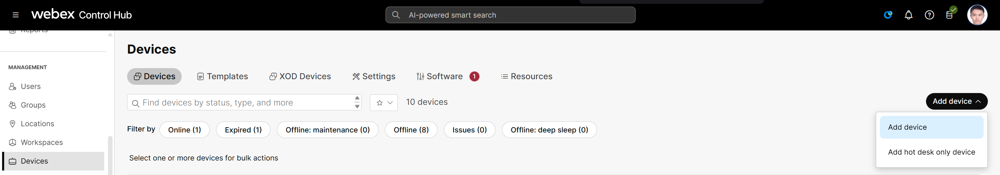 webex Control Hub
AI-powered smart search
Reports
MANAGEMENT
Users
Groups
Locations
Workspaces
Devices
Devices
Devices Templates XOD Devices Settings Software 1 Resources
Find devices by status, type, and more
10 devices
Add device
Filter by Online (1) Expired (1) Offline: maintenance (0) Offline (8) Issues (0) Offline: deep sleep (0)
Add device
Add hot desk only device
Select one or more devices for bulk actions